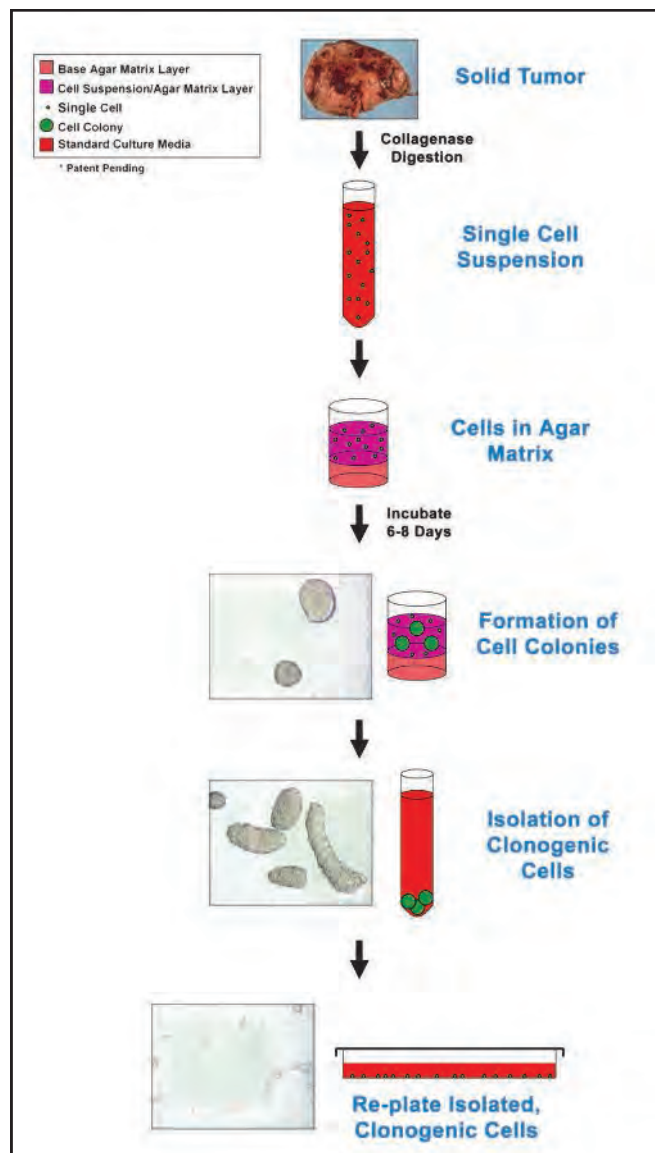 Base Agar Matrix Layer
Cell Suspension/Agar Matrix Layer
Single Cell
Cell Colony
Standard Culture Media
* Patent Pending
Solid Tumor
Collagenase
Digestion
Single Cell
Suspension
Cells in Agar
Matrix
Incubate
6-8 Days
Formation of
Cell Colonies
Isolation of
Clonogenic
Cells
Re-plate Isolated,
Clonogenic Cells